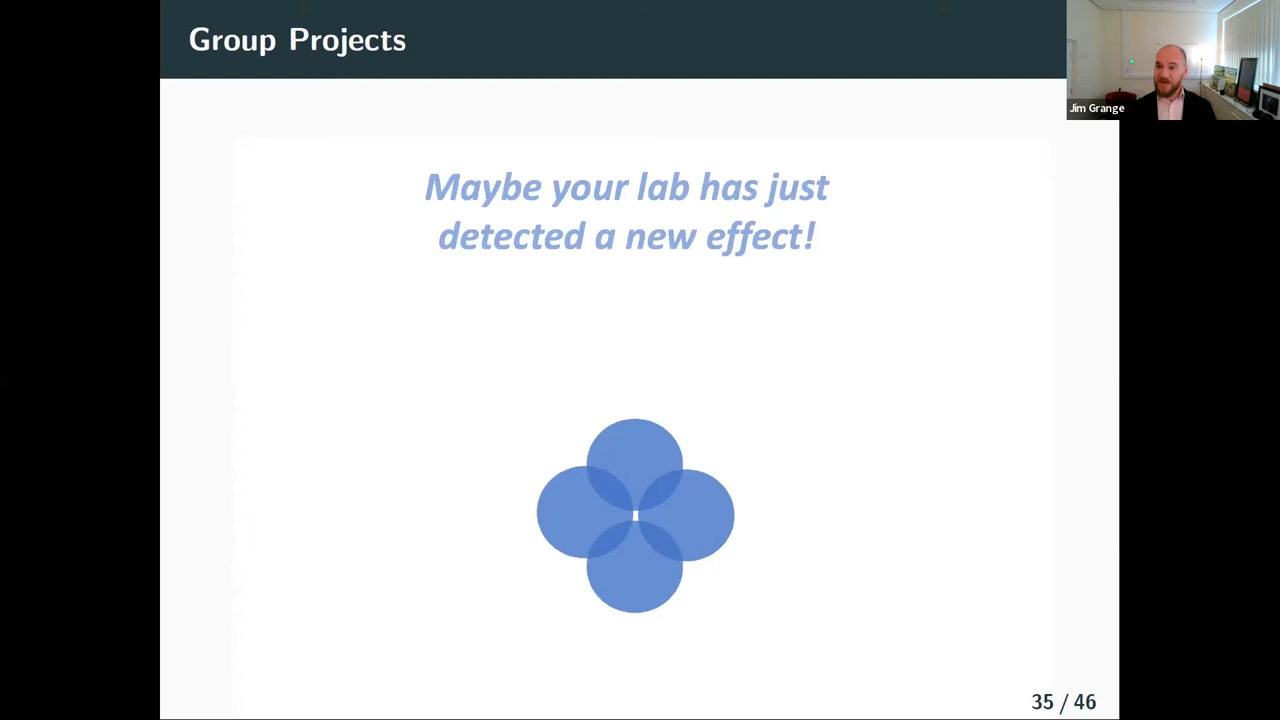 Group Projects
Jim Grange
Maybe your lab has just
detected a new effect!
35 / 46